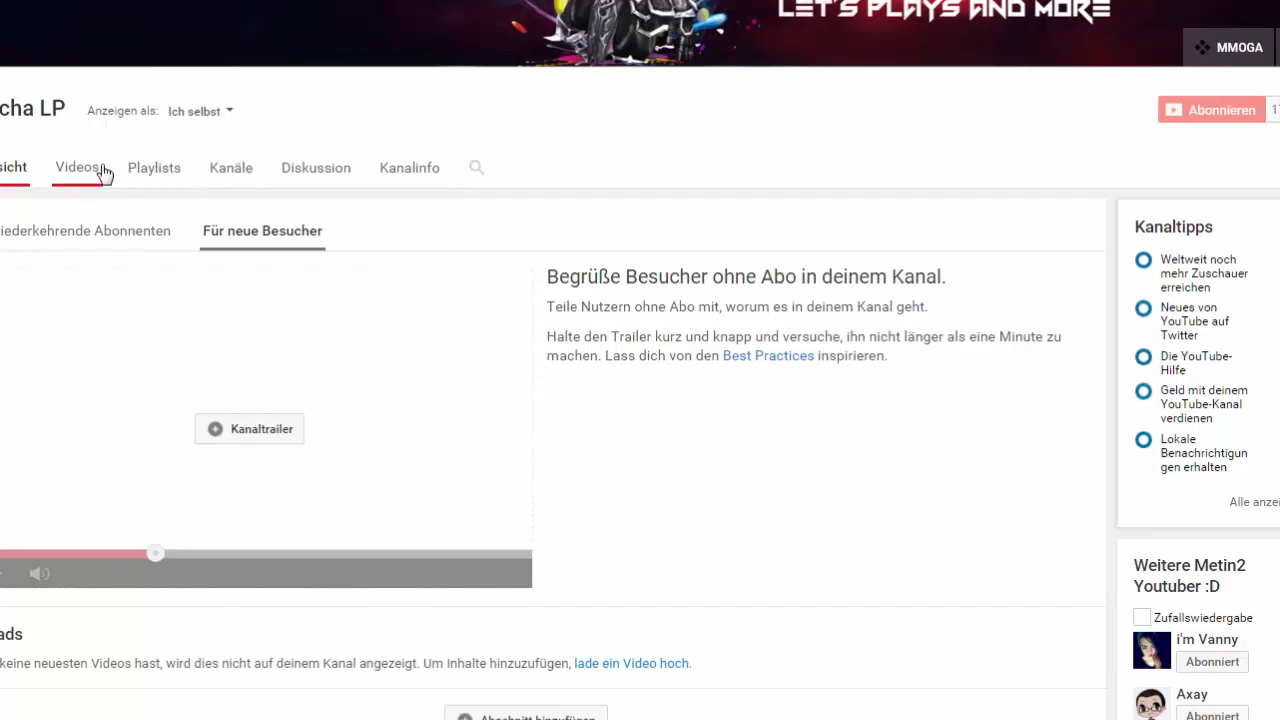 LET'S PLAYS AND MORE
MMOGA
cha LP
Anzeigen als: Ich selbst
Abonnieren
sicht
Videos
Playlists
Kanäle
Diskussion
Kanalinfo
iederkehrende Abonnenten
Für neue Besucher
Begrüße Besucher ohne Abo in deinem Kanal.
Teile Nutzern ohne Abo mit, worum es in deinem Kanal geht.
Halte den Trailer kurz und knapp und versuche, ihn nicht länger als eine Minute zu
machen. Lass dich von den Best Practices inspirieren.
Kanaltrailer
ads
keine neuesten Videos hast, wird dies nicht auf deinem Kanal angezeigt. Um Inhalte hinzuzufügen, lade ein Video hoch.
Abschnitt hinzufügen
Kanaltipps
Weltweit noch
mehr Zuschauer
erreichen
Neues von
YouTube auf
Twitter
Die YouTube-
Hilfe
Geld mit deinem
YouTube-Kanal
verdienen
Lokale
Benachrichtigun
gen erhalten
Alle anzei
Weitere Metin2
Youtuber :D
Zufallswiedergabe
i'm Vanny
Abonniert
Axay
Abonniert